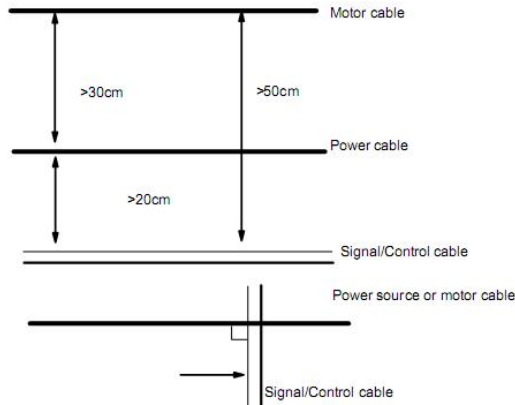 Motor cable
>30cm
>50cm
Power cable
>20cm
Signal/Control cable
Power source or motor cable
Signal/Control cable